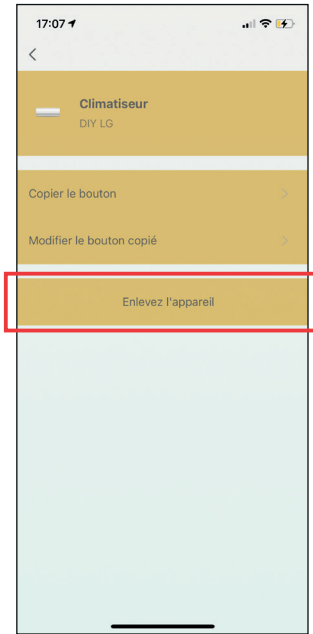 17:07
Climatiseur
DIY LG
Copier le bouton
Modifier le bouton copié
Enlevez l'appareil